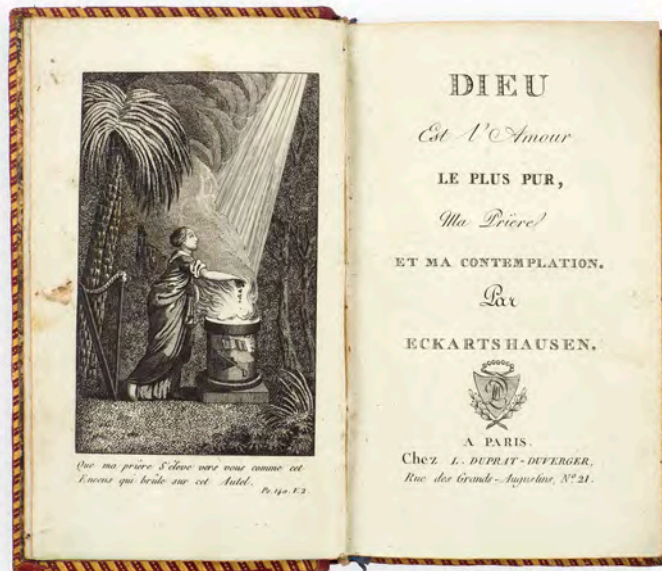 Que ma prière S'éleve vers vous comme cet
Encens qui brûle sur cet Autel.
Ps. 140. V. 2.
DIEU
Est l'Amour
LE PLUS PUR,
Ma Prière
ET MA CONTEMPLATION.
Par
ECKARTSHAUSEN.
D
A PARIS.
Chez L. DUPRAT-DUVERGER,
Rue des Grands-Augustins, N.º 21.